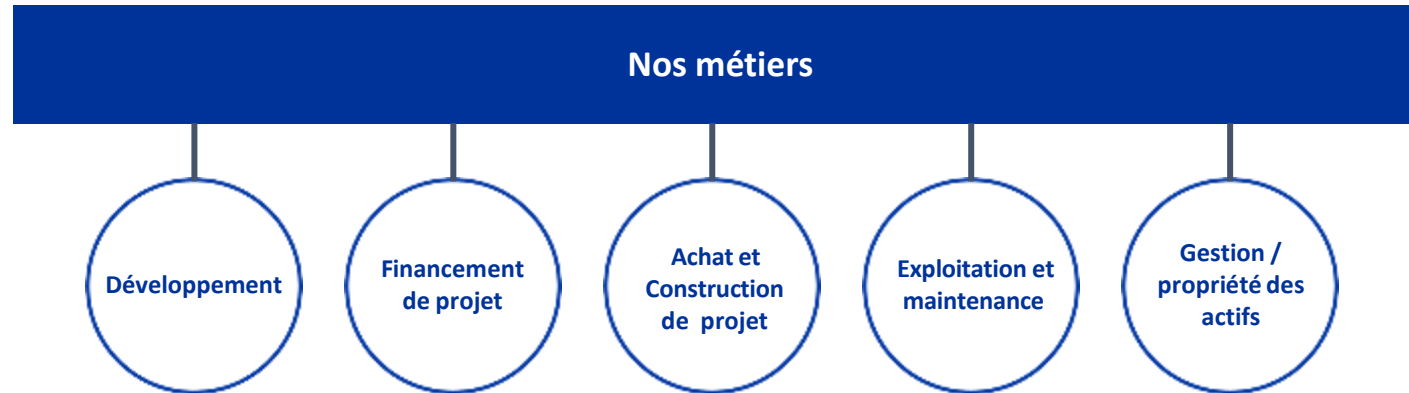 Nos métiers
Développement
Financement
de projet
Achat et
Construction
de projet
Exploitation et
maintenance
Gestion /
propriété des
actifs